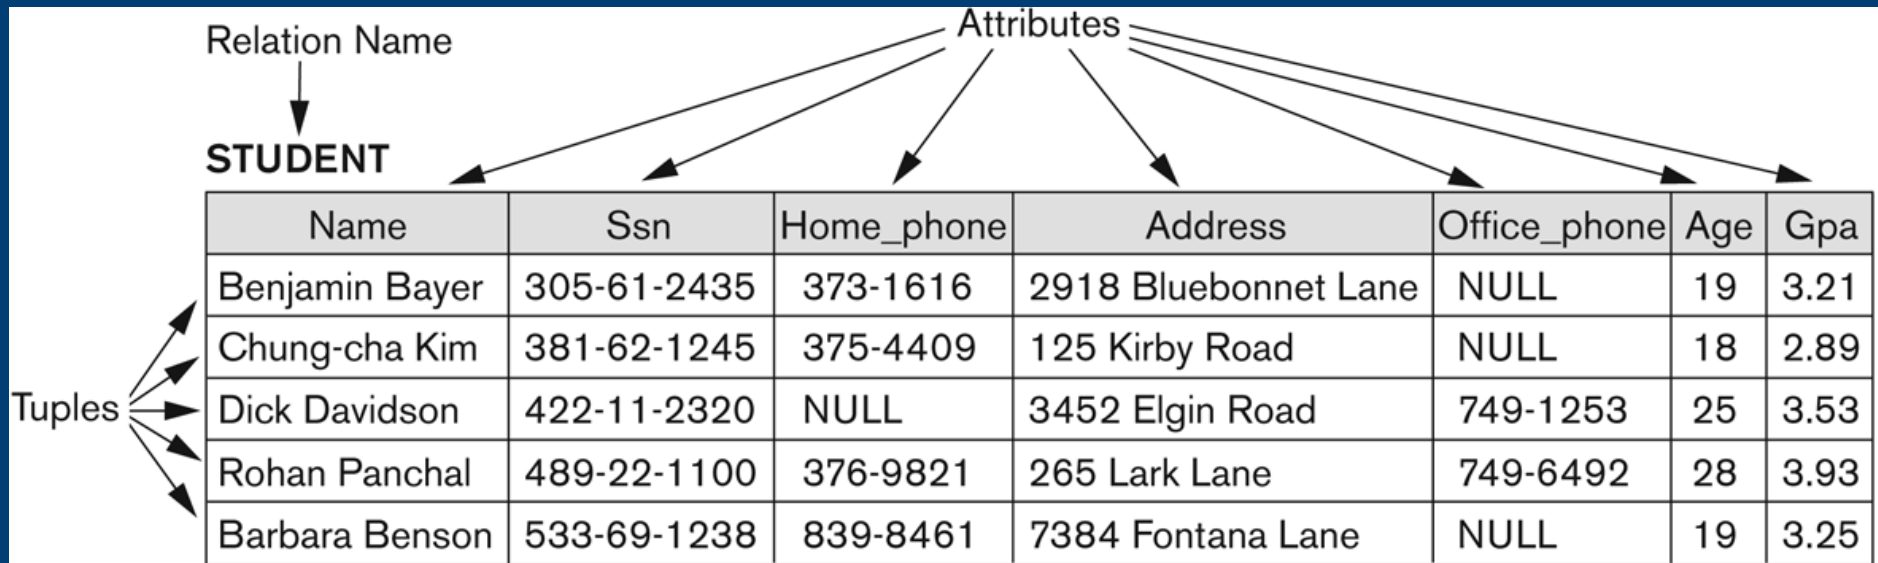 Attributes
Relation Name
STUDENT
Name Ssn Home_phone Address Office_phone Age Gpa
Benjamin Bayer 305-61-2435 373-1616 2918 Bluebonnet Lane NULL 19 3.21
Chung-cha Kim 381-62-1245 375-4409 125 Kirby Road NULL 18 2.89
Tuples
Dick Davidson 422-11-2320 NULL 3452 Elgin Road 749-1253 25 3.53
Rohan Panchal 489-22-1100 376-9821 265 Lark Lane 749-6492 28 3.93
Barbara Benson 533-69-1238 839-8461 7384 Fontana Lane NULL 19 3.25